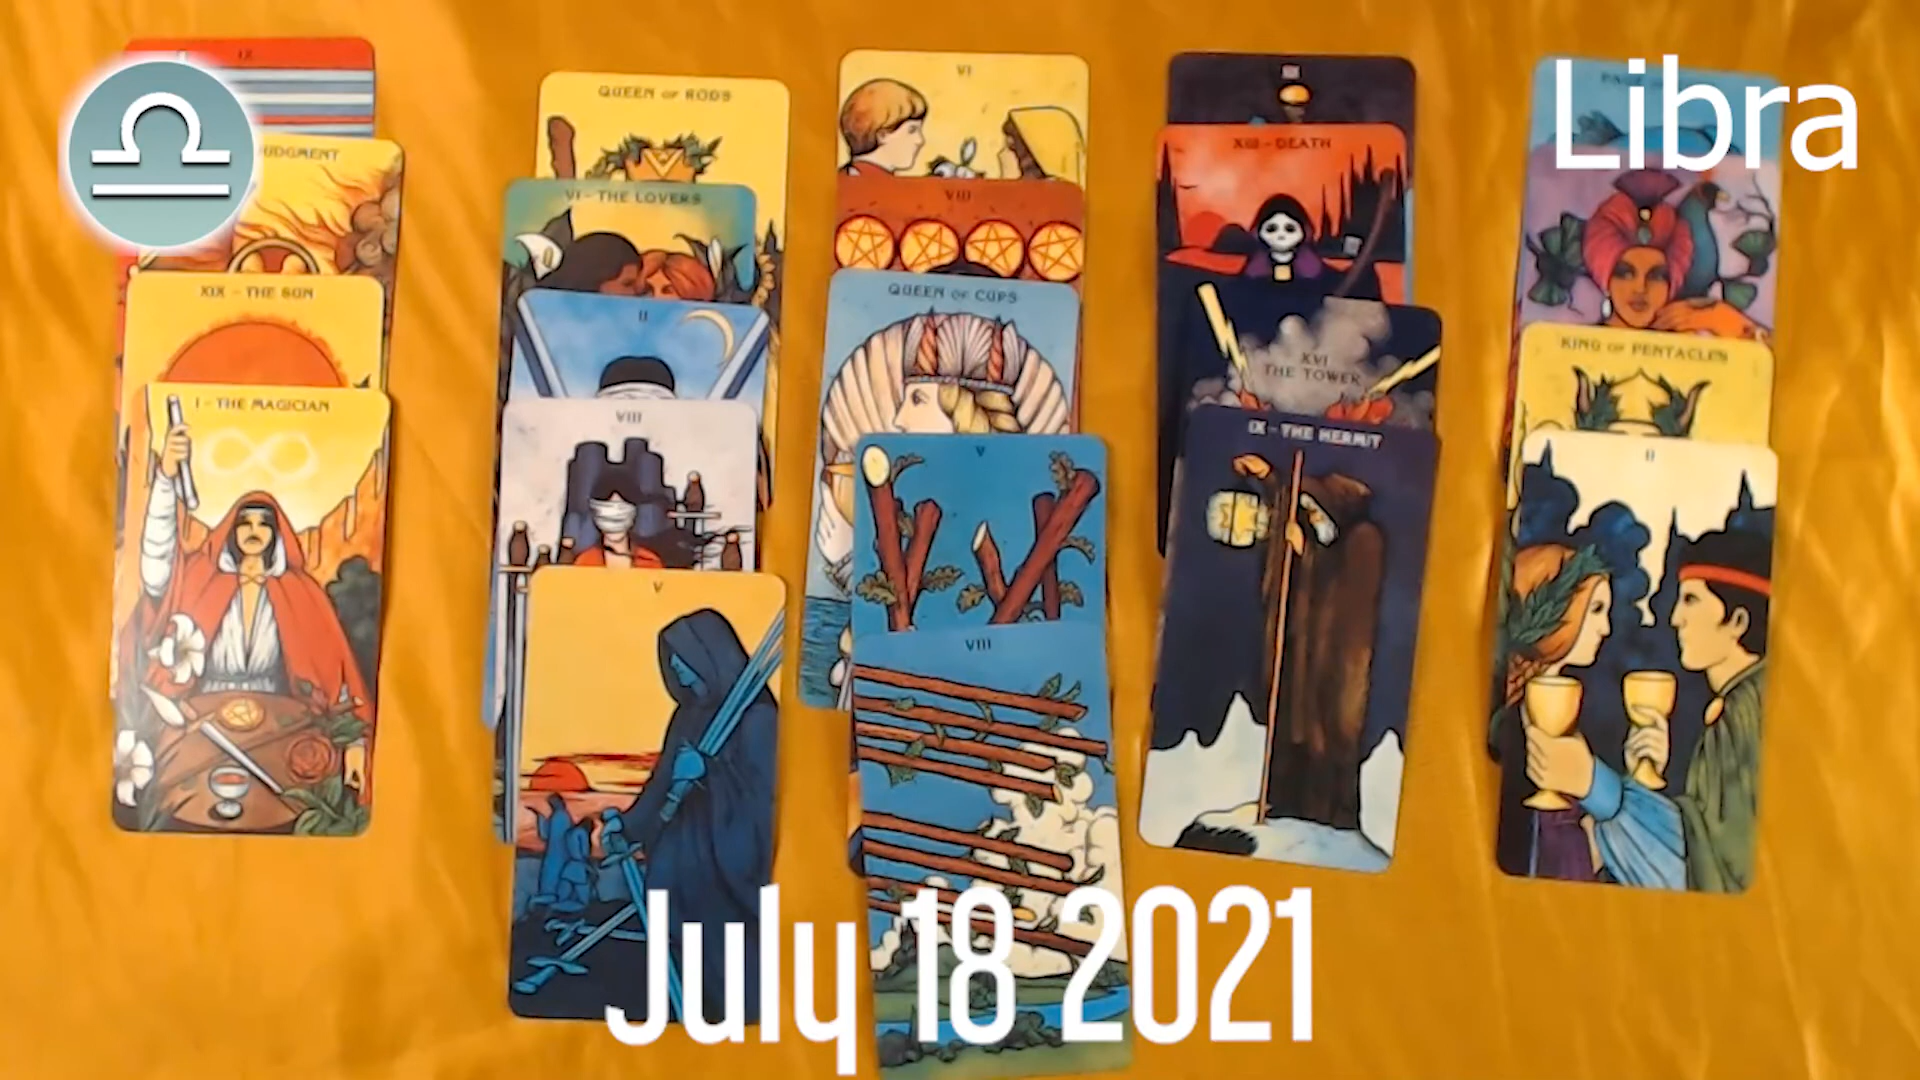 Libra
IX
JUDGMENT
XIX - THE SUN
I - THE MAGICIAN
QUEEN OF RODS
VI - THE LOVERS
II
VIII
V
VI
VIII
QUEEN OF CUPS
V
VIII
XIII - DEATH
XVI
THE TOWER
IX - THE HERMIT
KING OF PENTACLES
II
July 18 2021